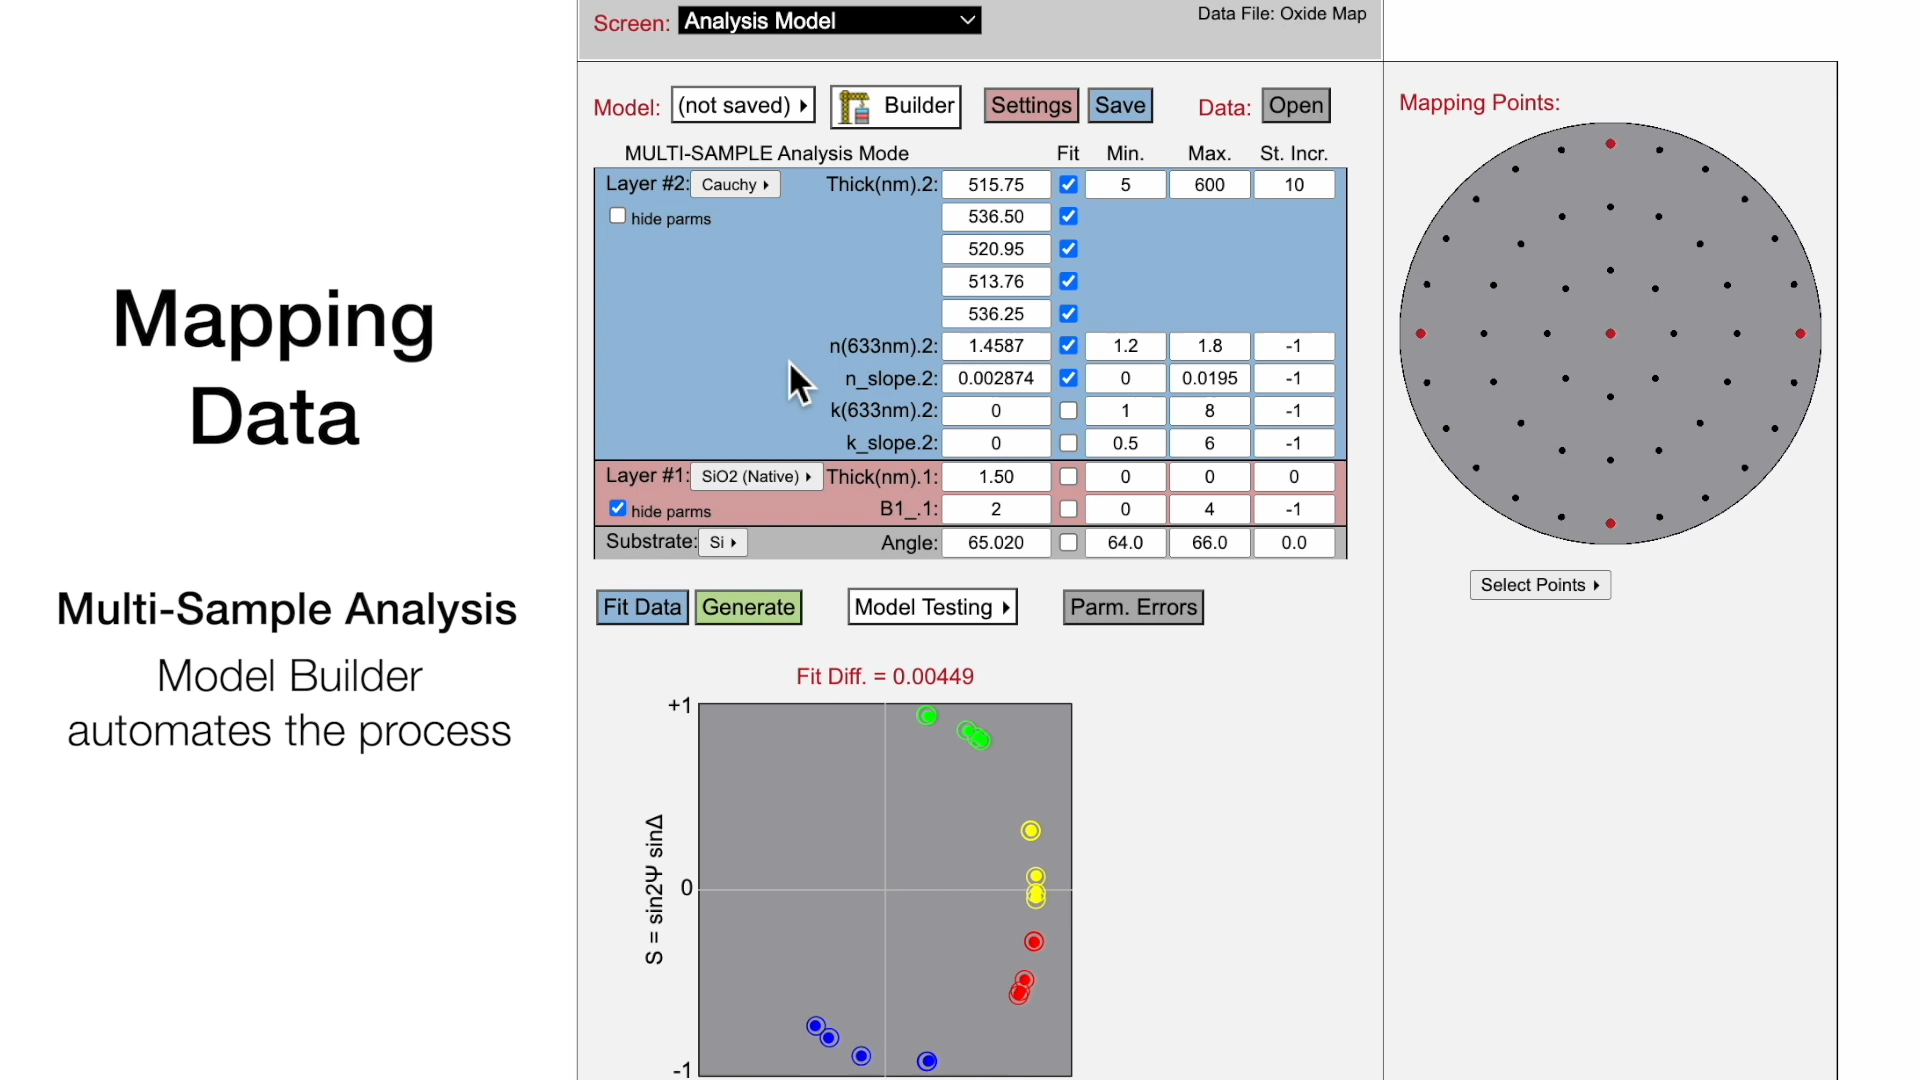 Screen: Analysis Model Data File: Oxide Map
Model: (not saved) Builder Settings Save Data: Open
MULTI-SAMPLE Analysis Mode Fit Min. Max. St. Incr.
Layer #2: Cauchy Thick(nm).2: 515.75 5 600 10
hide parms 536.50
520.95
513.76
536.25
n(633nm).2: 1.4587 1.2 1.8 -1
n_slope.2: 0.002874 0 0.0195 -1
k(633nm).2: 0 1 8 -1
k_slope.2: 0 0.5 6 -1
Layer #1: SiO2 (Native) Thick(nm).1: 1.50 0 0 0
hide parms B1_.1: 2 0 4 -1
Substrate: Si Angle: 65.020 64.0 66.0 0.0
Fit Data Generate Model Testing Parm. Errors
Fit Diff. = 0.00449
+1
S = sin2Ψ sinΔ
0
-1
Mapping Points:
Select Points
Mapping
Data
Multi-Sample Analysis
Model Builder
automates the process